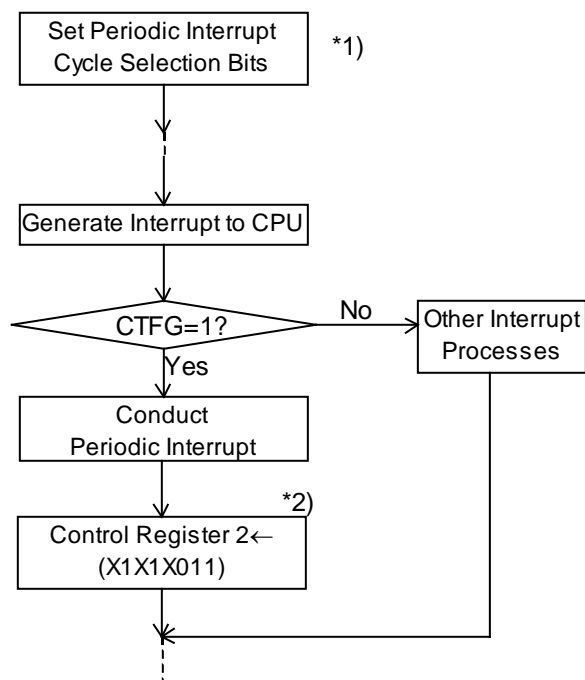 Set Periodic Interrupt
Cycle Selection Bits
*1)
Generate Interrupt to CPU
CTFG=1?
No
Other Interrupt
Processes
Yes
Conduct
Periodic Interrupt
*2)
Control Register 2←
(X1X1X011)